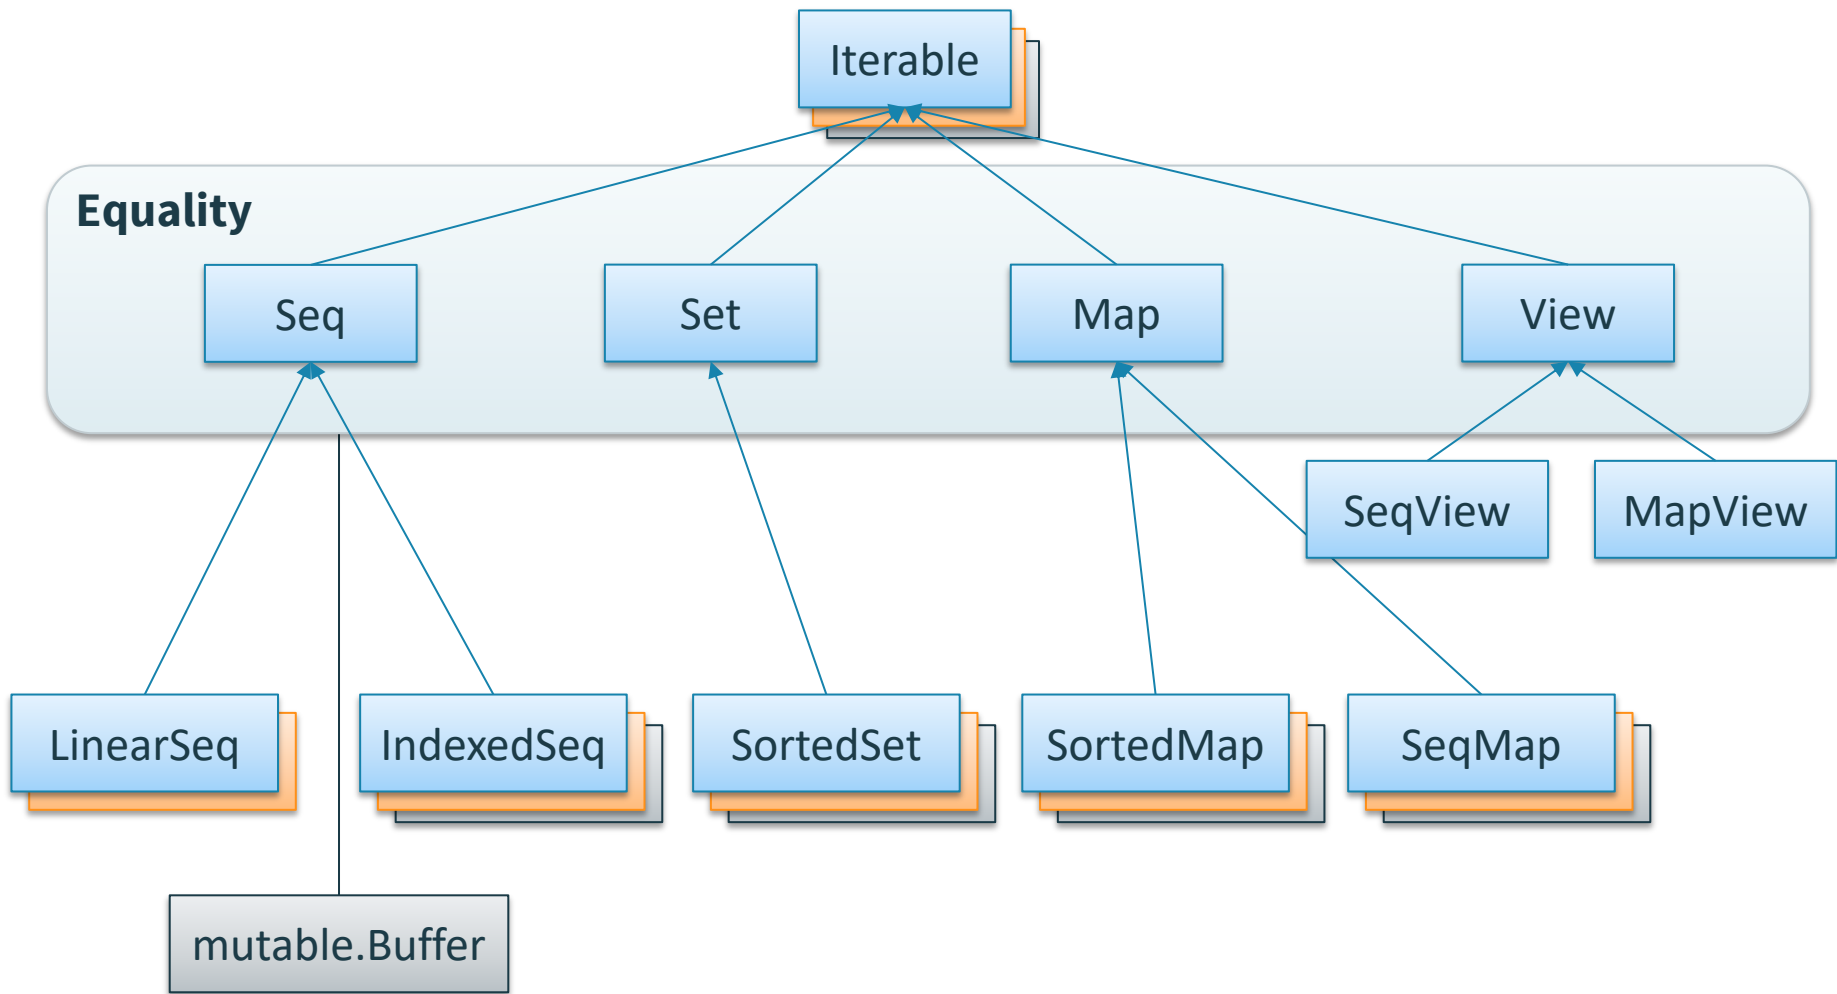 Iterable
Equality
Seq
Set
Map
View
SeqView
MapView
LinearSeq
IndexedSeq
SortedSet
SortedMap
SeqMap
mutable.Buffer